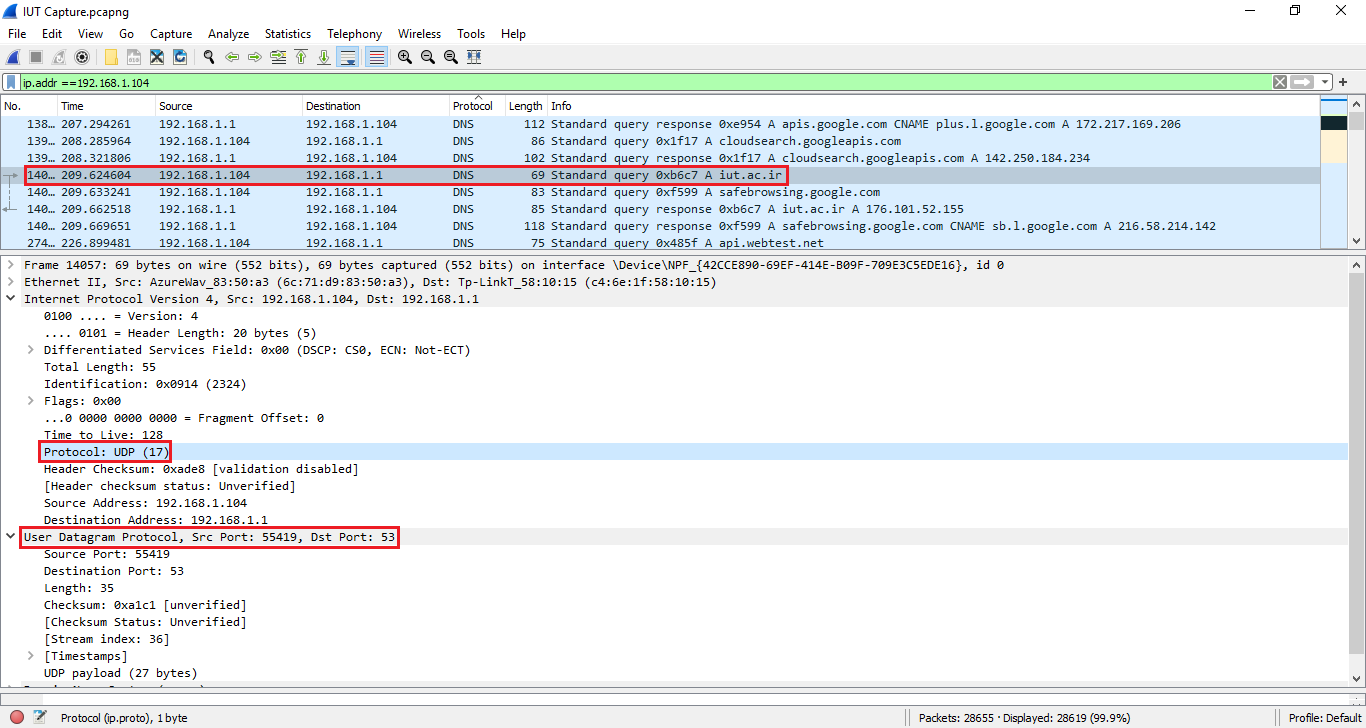 IUT Capture.pcapng
File Edit View Go Capture Analyze Statistics Telephony Wireless Tools Help
ip.addr ==192.168.1.104
No. Time Source Destination Protocol Length Info
138… 207.294261 192.168.1.1 192.168.1.104 DNS 112 Standard query response 0xe954 A apis.google.com CNAME plus.l.google.com A 172.217.169.206
139… 208.285964 192.168.1.104 192.168.1.1 DNS 86 Standard query 0x1f17 A cloudsearch.googleapis.com
139… 208.321806 192.168.1.1 192.168.1.104 DNS 102 Standard query response 0x1f17 A cloudsearch.googleapis.com A 142.250.184.234
140… 209.624604 192.168.1.104 192.168.1.1 DNS 69 Standard query 0xb6c7 A iut.ac.ir
140… 209.633241 192.168.1.104 192.168.1.1 DNS 83 Standard query 0xf599 A safebrowsing.google.com
140… 209.662518 192.168.1.1 192.168.1.104 DNS 85 Standard query response 0xb6c7 A iut.ac.ir A 176.101.52.155
140… 209.669651 192.168.1.1 192.168.1.104 DNS 118 Standard query response 0xf599 A safebrowsing.google.com CNAME sb.l.google.com A 216.58.214.142
274… 226.899481 192.168.1.104 192.168.1.1 DNS 75 Standard query 0x485f A api.webtest.net
Frame 14057: 69 bytes on wire (552 bits), 69 bytes captured (552 bits) on interface \Device\NPF_{42CCE890-69EF-414E-B09F-709E3C5EDE16}, id 0
Ethernet II, Src: AzureWav_83:50:a3 (6c:71:d9:83:50:a3), Dst: Tp-LinkT_58:10:15 (c4:6e:1f:58:10:15)
Internet Protocol Version 4, Src: 192.168.1.104, Dst: 192.168.1.1
0100 .... = Version: 4
.... 0101 = Header Length: 20 bytes (5)
Differentiated Services Field: 0x00 (DSCP: CS0, ECN: Not-ECT)
Total Length: 55
Identification: 0x0914 (2324)
Flags: 0x00
...0 0000 0000 0000 = Fragment Offset: 0
Time to Live: 128
Protocol: UDP (17)
Header Checksum: 0xade8 [validation disabled]
[Header checksum status: Unverified]
Source Address: 192.168.1.104
Destination Address: 192.168.1.1
User Datagram Protocol, Src Port: 55419, Dst Port: 53
Source Port: 55419
Destination Port: 53
Length: 35
Checksum: 0xa1c1 [unverified]
[Checksum Status: Unverified]
[Stream index: 36]
[Timestamps]
UDP payload (27 bytes)
Protocol (ip.proto), 1 byte
Packets: 28655 · Displayed: 28619 (99.9%)
Profile: Default